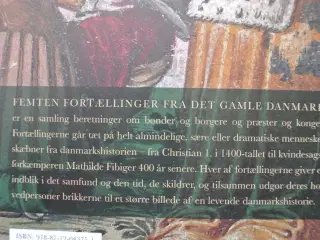 FEMTEN FORTÆLLINGER FRA DET GAMLE DANMARK
er en samling beretninger om bønder og borgere og præster og konger
Fortællingerne går tæt på helt almindelige, sære eller dramatiske menneske
skæbner fra danmarkshistorien – fra Christian 1. i 1400-tallet til kvindesags
forkæmperen Mathilde Fibiger 400 år senere. Hver af fortællingerne giver e
indblik i det samfund og den tid, de skildrer, og tilsammen udgør deres ho
vedpersoner brikkerne til et større billede af en levende danmarkshistorie.
ISBN: